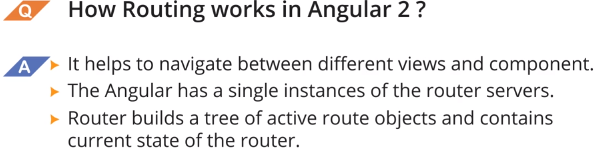 Q How Routing works in Angular 2 ?
A It helps to navigate between different views and component.
The Angular has a single instances of the router servers.
Router builds a tree of active route objects and contains
current state of the router.